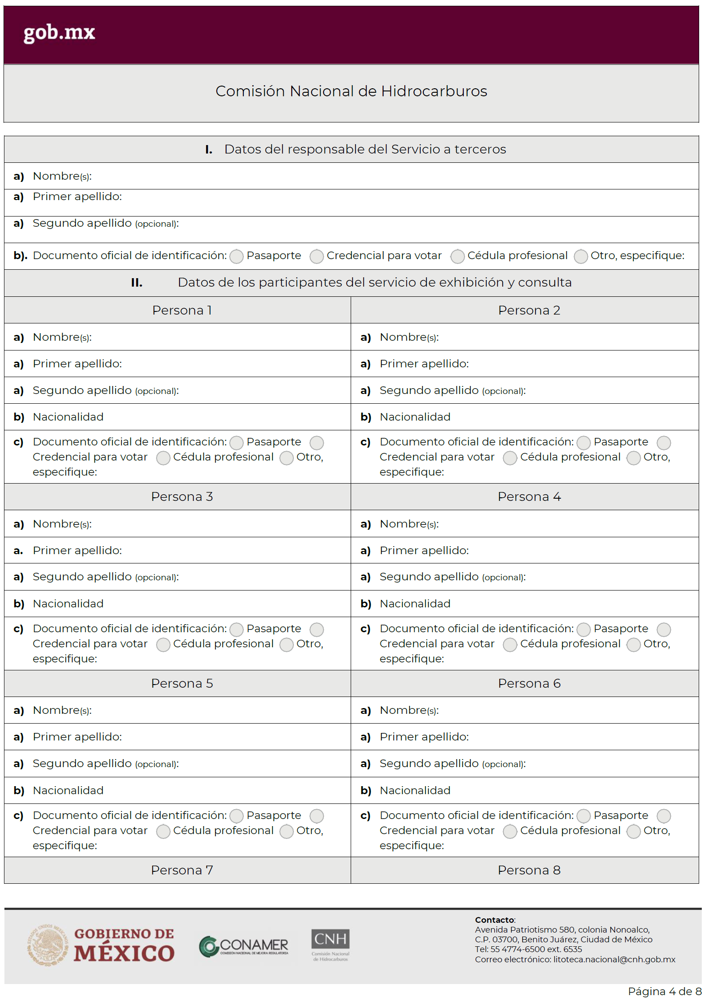 gob.mx
Comisión Nacional de Hidrocarburos
I. Datos del responsable del Servicio a terceros
a) Nombre(s):
a) Primer apellido:
a) Segundo apellido (opcional):
b). Documento oficial de identificación: Pasaporte Credencial para votar Cédula profesional Otro, especifique:
II. Datos de los participantes del servicio de exhibición y consulta
Persona 1
a) Nombre(s):
a) Primer apellido:
a) Segundo apellido (opcional):
b) Nacionalidad
c) Documento oficial de identificación: Pasaporte
Credencial para votar Cédula profesional Otro,
especifique:
Persona 2
a) Nombre(s):
a) Primer apellido:
a) Segundo apellido (opcional):
b) Nacionalidad
c) Documento oficial de identificación: Pasaporte
Credencial para votar Cédula profesional Otro,
especifique:
Persona 3
a) Nombre(s):
a. Primer apellido:
a) Segundo apellido (opcional):
b) Nacionalidad
c) Documento oficial de identificación: Pasaporte
Credencial para votar Cédula profesional Otro,
especifique:
Persona 4
a) Nombre(s):
a) Primer apellido:
a) Segundo apellido (opcional):
b) Nacionalidad
c) Documento oficial de identificación: Pasaporte
Credencial para votar Cédula profesional Otro,
especifique:
Persona 5
a) Nombre(s):
a) Primer apellido:
a) Segundo apellido (opcional):
b) Nacionalidad
c) Documento oficial de identificación: Pasaporte
Credencial para votar Cédula profesional Otro,
especifique:
Persona 6
a) Nombre(s):
a) Primer apellido:
a) Segundo apellido (opcional):
b) Nacionalidad
c) Documento oficial de identificación: Pasaporte
Credencial para votar Cédula profesional Otro,
especifique:
Persona 7
Persona 8
ESTADOS UNIDOS MEXICANOS
GOBIERNO DE
MÉXICO
CONAMER
COMISIÓN NACIONAL DE MEJORA REGULATORIA
CNH
Comisión Nacional
de Hidrocarburos
Contacto:
Avenida Patriotismo 580, colonia Nonoalco,
C.P. 03700, Benito Juárez, Ciudad de México
Tel: 55 4774-6500 ext. 6535
Correo electrónico: litoteca.nacional@cnh.gob.mx
Página 4 de 8